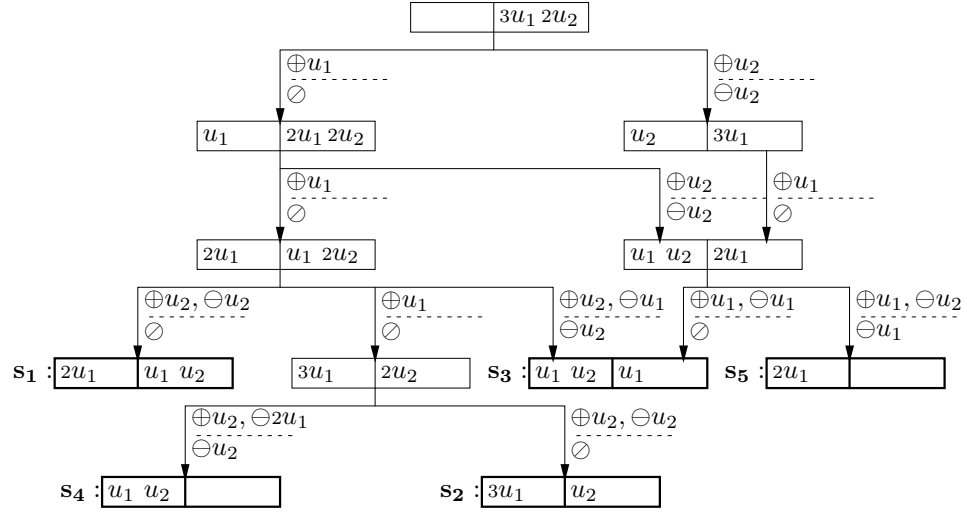 3u₁ 2u₂
⊕u₁ ⊕u₂
⊘ ⊖u₂
u₁ 2u₁ 2u₂ u₂ 3u₁
⊕u₁ ⊕u₂ ⊕u₁
⊘ ⊖u₂ ⊘
2u₁ u₁ 2u₂ u₁ u₂ 2u₁
⊕u₂, ⊖u₂ ⊕u₁ ⊕u₂, ⊖u₁ ⊕u₁, ⊖u₁ ⊕u₁, ⊖u₂
⊘ ⊘ ⊖u₂ ⊘ ⊖u₁
s₁ : 2u₁ u₁ u₂ 3u₁ 2u₂ s₃ : u₁ u₂ u₁ s₅ : 2u₁
⊕u₂, ⊖2u₁ ⊕u₂, ⊖u₂
⊖u₂ ⊘
s₄ : u₁ u₂ s₂ : 3u₁ u₂